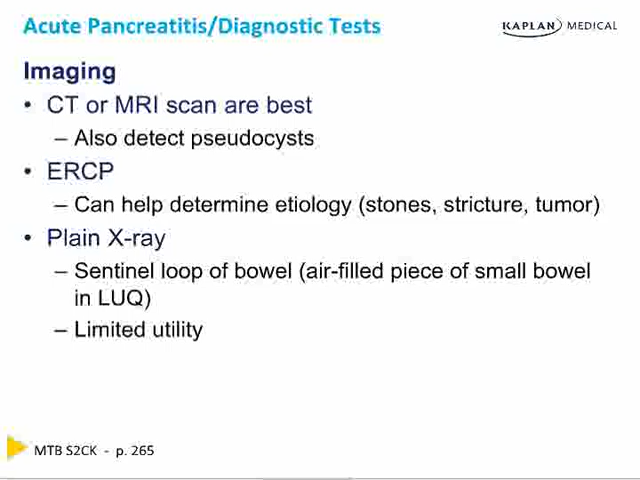 Acute Pancreatitis/Diagnostic Tests
KAPLAN MEDICAL
Imaging
• CT or MRI scan are best
– Also detect pseudocysts
• ERCP
– Can help determine etiology (stones, stricture, tumor)
• Plain X-ray
– Sentinel loop of bowel (air-filled piece of small bowel
in LUQ)
– Limited utility
MTB S2CK - p. 265